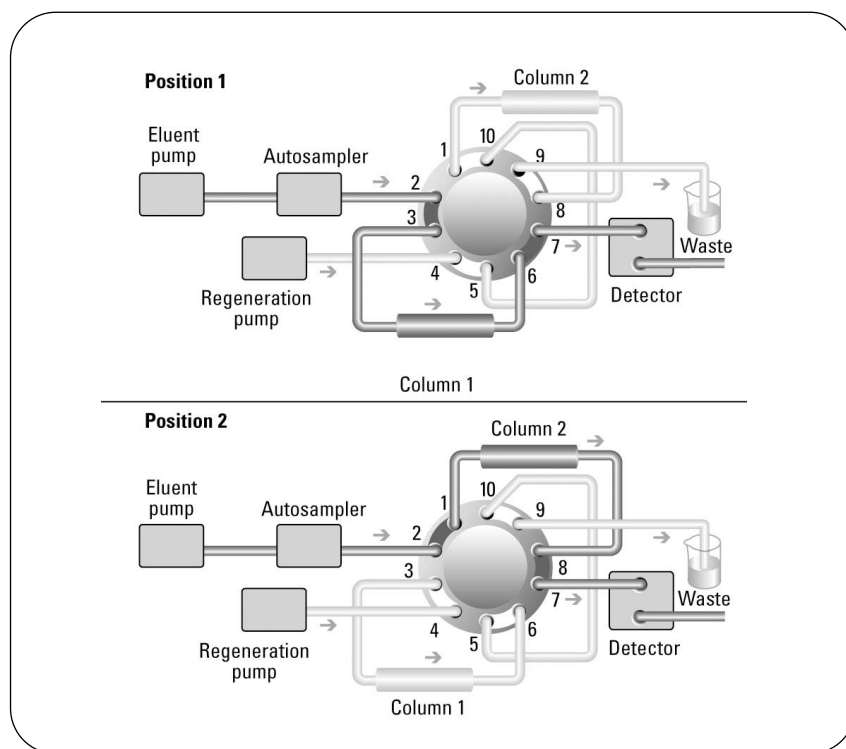 Position 1
Column 2
Eluent
pump
Autosampler
1
10
9
2
3
8
4
7
5
6
Waste
Regeneration
pump
Detector
Column 1
Position 2
Column 2
Eluent
pump
Autosampler
1
10
9
2
3
8
4
7
5
6
Waste
Regeneration
pump
Detector
Column 1